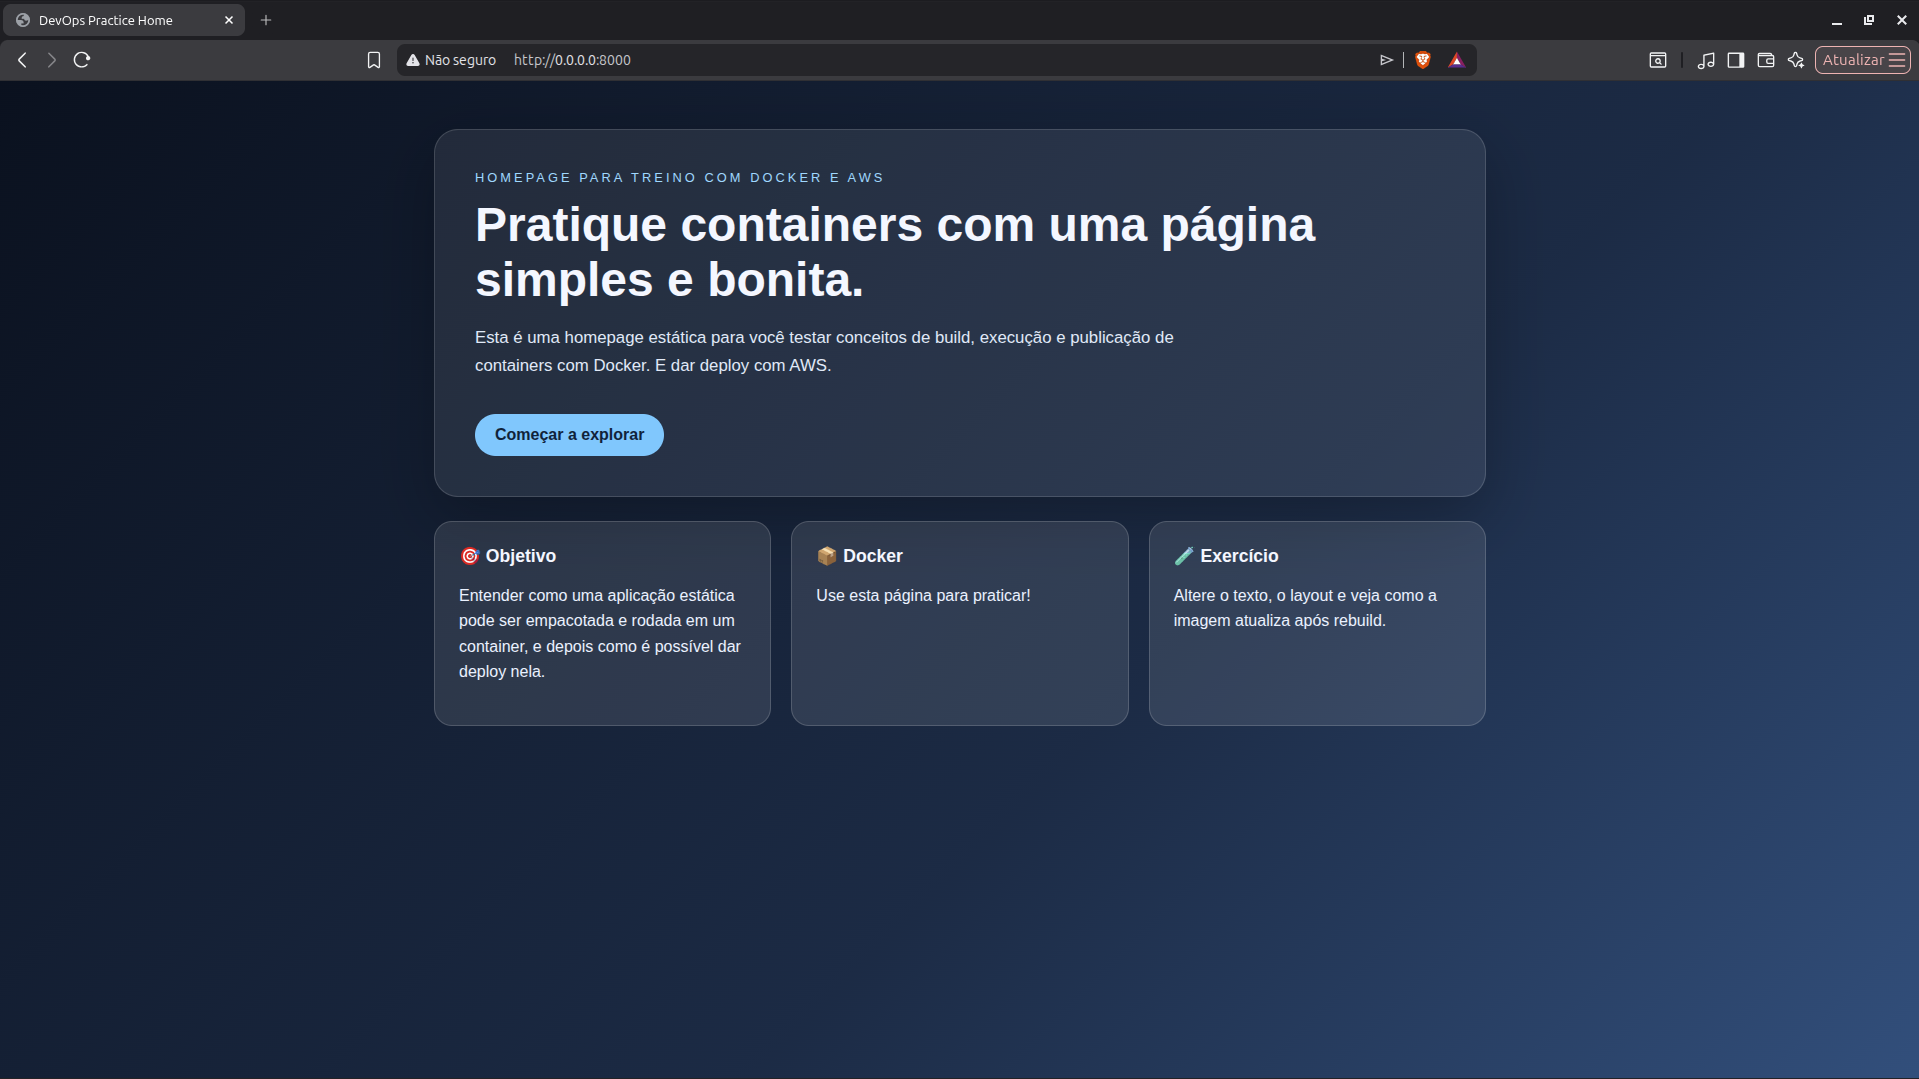 DevOps Practice Home
Não seguro http://0.0.0.0:8000
Atualizar
HOMEPAGE PARA TREINO COM DOCKER E AWS
Pratique containers com uma página
simples e bonita.
Esta é uma homepage estática para você testar conceitos de build, execução e publicação de
containers com Docker. E dar deploy com AWS.
Começar a explorar
🎯 Objetivo
Entender como uma aplicação estática
pode ser empacotada e rodada em um
container, e depois como é possível dar
deploy nela.
📦 Docker
Use esta página para praticar!
🧪 Exercício
Altere o texto, o layout e veja como a
imagem atualiza após rebuild.